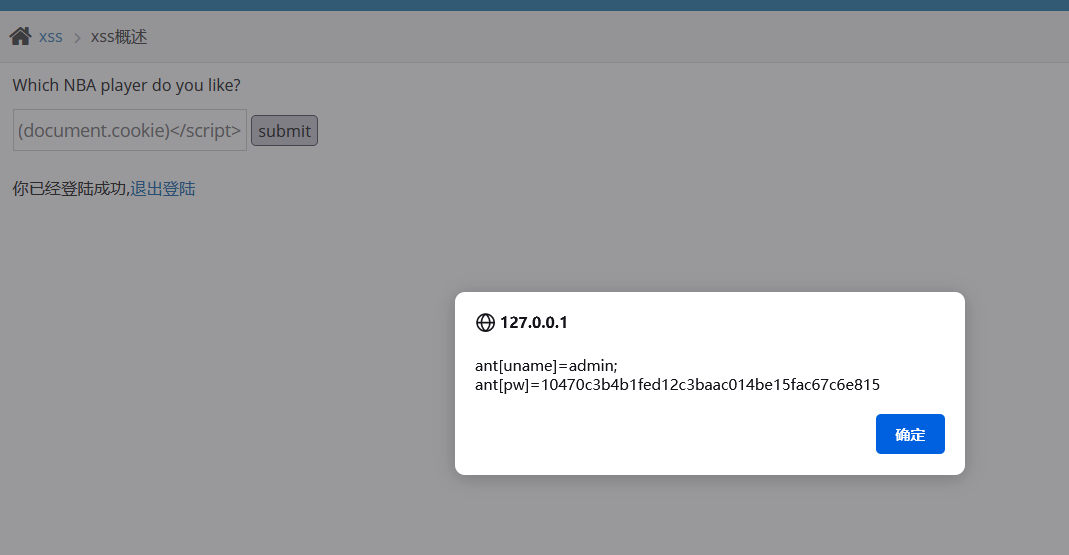 xss > xss概述
Which NBA player do you like?
(document.cookie)</script> submit
你已经登陆成功,退出登陆
127.0.0.1
ant[uname]=admin;
ant[pw]=10470c3b4b1fed12c3baac014be15fac67c6e815
确定